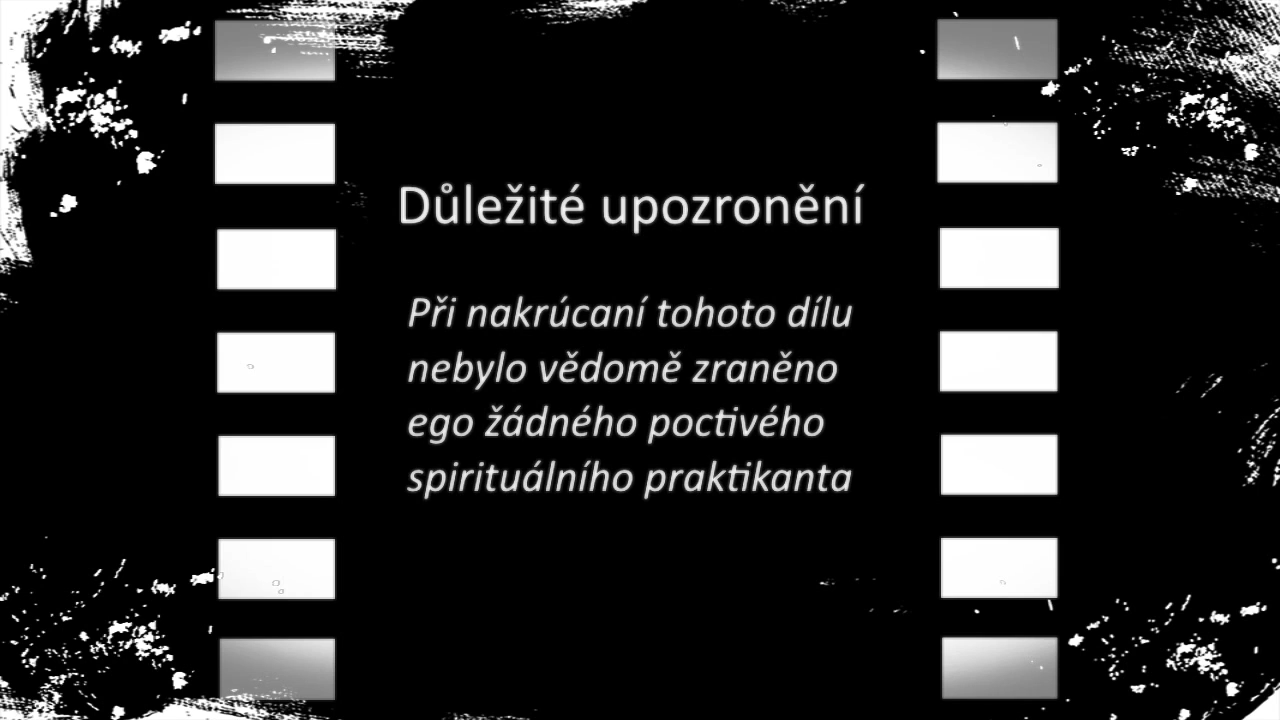 Důležité upozronění
Při nakrúcaní tohoto dílu
nebylo vědomě zraněno
ego žádného poctivého
spirituálního praktikanta